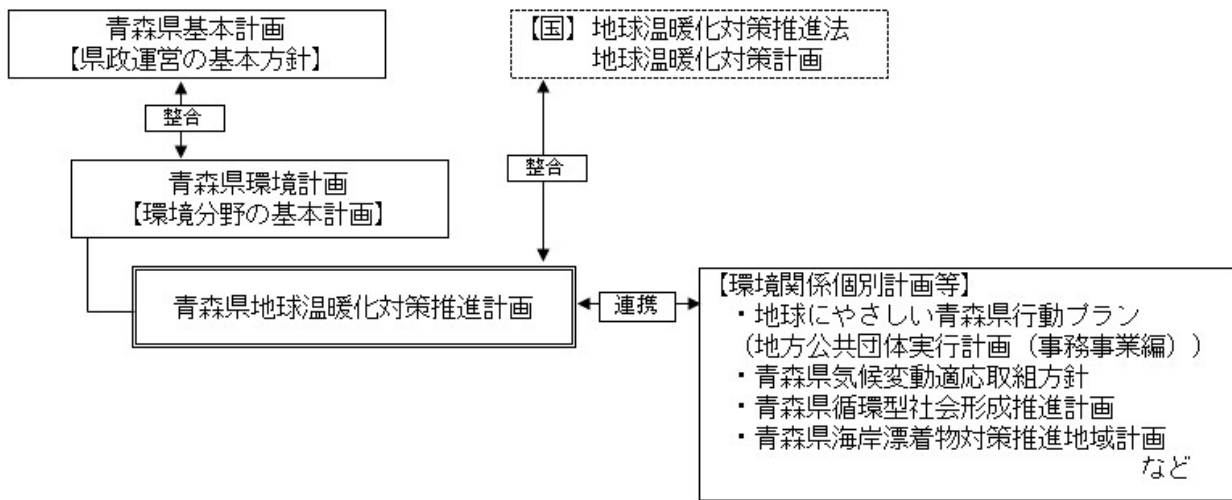 青森県基本計画
【県政運営の基本方針】
【国】地球温暖化対策推進法
地球温暖化対策計画
整合
青森県環境計画
【環境分野の基本計画】
整合
青森県地球温暖化対策推進計画
連携
【環境関係個別計画等】
・地球にやさしい青森県行動プラン
（地方公共団体実行計画（事務事業編））
・青森県気候変動適応取組方針
・青森県循環型社会形成推進計画
・青森県海岸漂着物対策推進地域計画
など